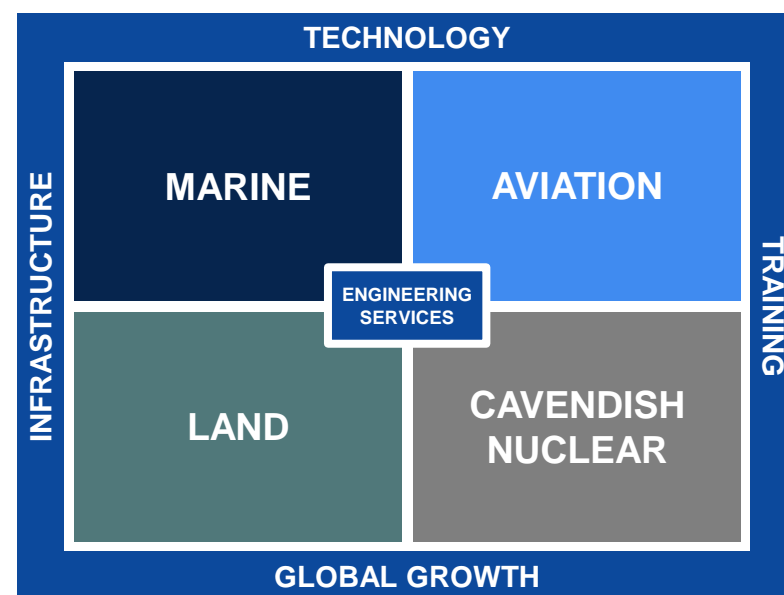 TECHNOLOGY
INFRASTRUCTURE
MARINE
AVIATION
TRAINING
ENGINEERING
SERVICES
LAND
CAVENDISH
NUCLEAR
GLOBAL GROWTH